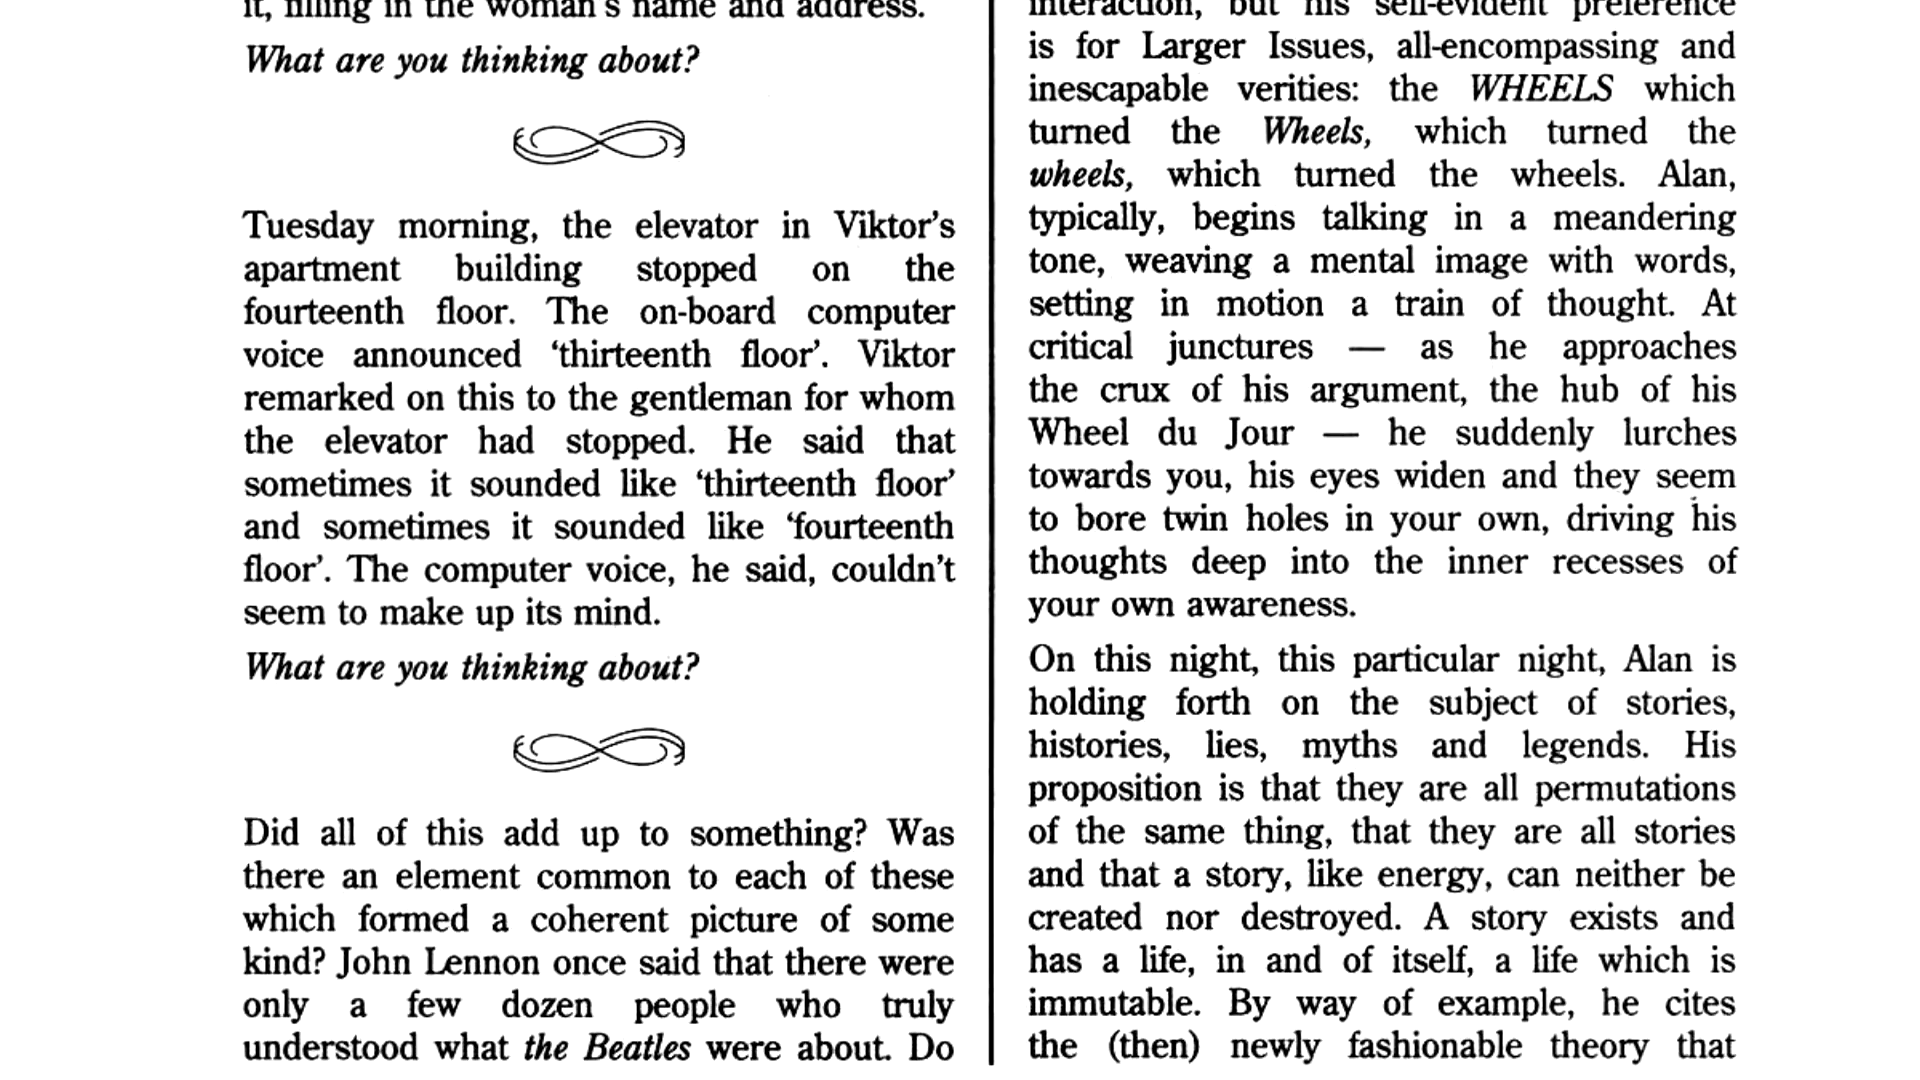 it, filling in the woman's name and address.
What are you thinking about?
Tuesday morning, the elevator in Viktor's
apartment building stopped on the
fourteenth floor. The on-board computer
voice announced ‘thirteenth floor’. Viktor
remarked on this to the gentleman for whom
the elevator had stopped. He said that
sometimes it sounded like ‘thirteenth floor’
and sometimes it sounded like ‘fourteenth
floor’. The computer voice, he said, couldn't
seem to make up its mind.
What are you thinking about?
Did all of this add up to something? Was
there an element common to each of these
which formed a coherent picture of some
kind? John Lennon once said that there were
only a few dozen people who truly
understood what the Beatles were about. Do
interaction, but his self-evident preference
is for Larger Issues, all-encompassing and
inescapable verities: the WHEELS which
turned the Wheels, which turned the
wheels, which turned the wheels. Alan,
typically, begins talking in a meandering
tone, weaving a mental image with words,
setting in motion a train of thought. At
critical junctures — as he approaches
the crux of his argument, the hub of his
Wheel du Jour — he suddenly lurches
towards you, his eyes widen and they seem
to bore twin holes in your own, driving his
thoughts deep into the inner recesses of
your own awareness.
On this night, this particular night, Alan is
holding forth on the subject of stories,
histories, lies, myths and legends. His
proposition is that they are all permutations
of the same thing, that they are all stories
and that a story, like energy, can neither be
created nor destroyed. A story exists and
has a life, in and of itself, a life which is
immutable. By way of example, he cites
the (then) newly fashionable theory that